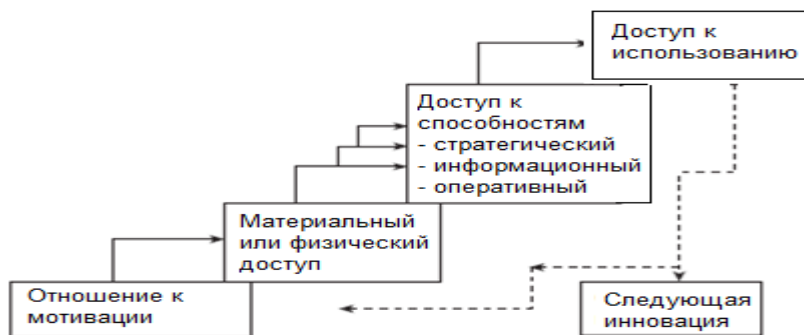 Доступ к
использованию
Доступ к
способностям
- стратегический
- информационный
- оперативный
Материальный
или физический
доступ
Отношение к
мотивации
Следующая
инновация